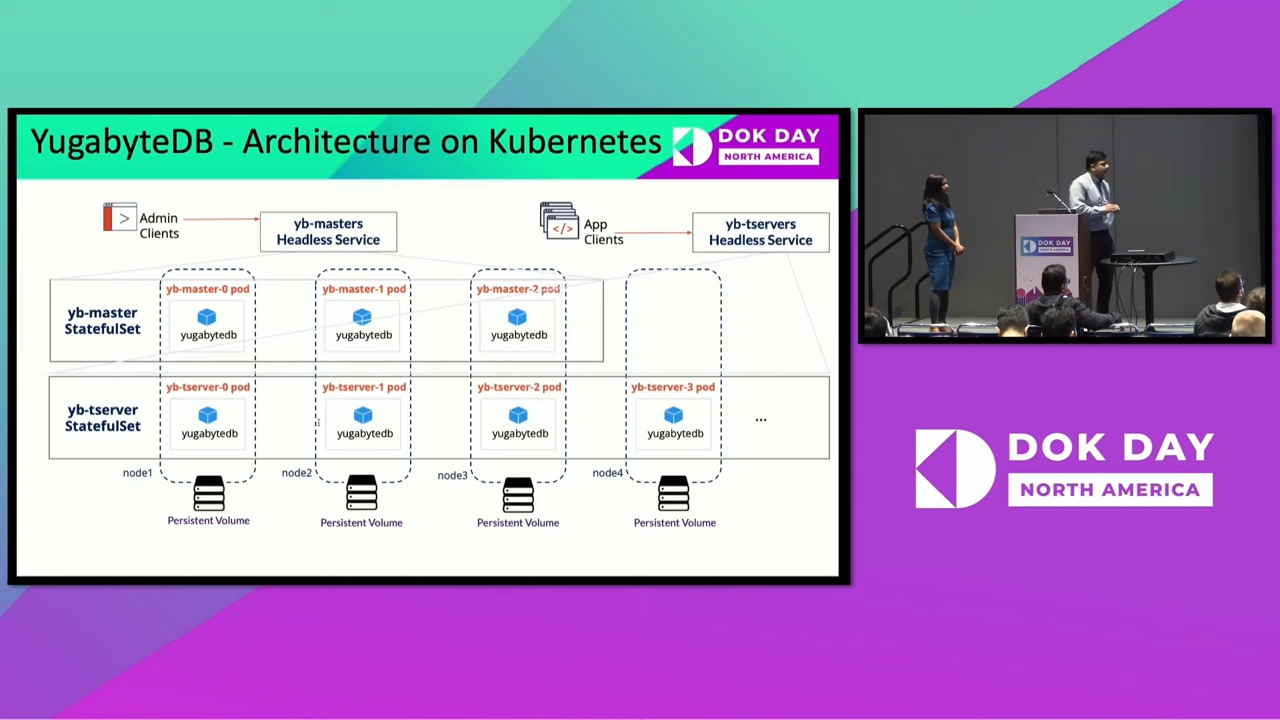 YugabyteDB - Architecture on Kubernetes
DOK DAY
NORTH AMERICA
Admin
Clients
yb-masters
Headless Service
App
Clients
yb-tservers
Headless Service
yb-master
StatefulSet
yb-master-0 pod
yugabytedb
yb-master-1 pod
yugabytedb
yb-master-2 pod
yugabytedb
yb-tserver
StatefulSet
yb-tserver-0 pod
yugabytedb
yb-tserver-1 pod
yugabytedb
yb-tserver-2 pod
yugabytedb
yb-tserver-3 pod
yugabytedb
...
node1
node2
node3
node4
Persistent Volume
Persistent Volume
Persistent Volume
Persistent Volume
DOK DAY
NORTH AMERICA
DOK DAY
NORTH AMERICA